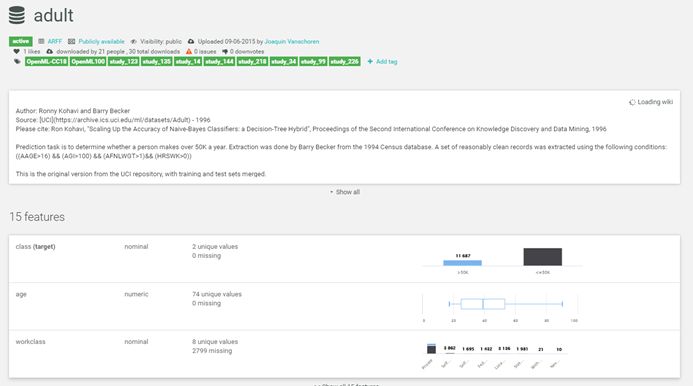 adult
active ARFF Publicly available Visibility: public Uploaded 09-06-2015 by Joaquin Vanschoren
1 likes downloaded by 21 people , 30 total downloads 0 issues 0 downvotes
OpenML-CC18 OpenML100 study_123 study_135 study_14 study_144 study_218 study_34 study_99 study_226 + Add tag
Loading wiki
Author: Ronny Kohavi and Barry Becker
Source: [UCI](https://archive.ics.uci.edu/ml/datasets/Adult) - 1996
Please cite: Ron Kohavi, "Scaling Up the Accuracy of Naive-Bayes Classifiers: a Decision-Tree Hybrid", Proceedings of the Second International Conference on Knowledge Discovery and Data Mining, 1996
Prediction task is to determine whether a person makes over 50K a year. Extraction was done by Barry Becker from the 1994 Census database. A set of reasonably clean records was extracted using the following conditions:
((AAGE>16) && (AGI>100) && (AFNLWGT>1)&& (HRSWK>0))
This is the original version from the UCI repository, with training and test sets merged.
Show all
15 features
class (target) nominal 2 unique values
0 missing
11 687
>50K <=50K
age numeric 74 unique values
0 missing
0 20 40 60 80 100
workclass nominal 8 unique values
2799 missing
3 862 1 695 1 432 3 136 1 981 21 10
Private Self... Self... Fed... Loca... Stat... With... Nev...
Show all 15 features